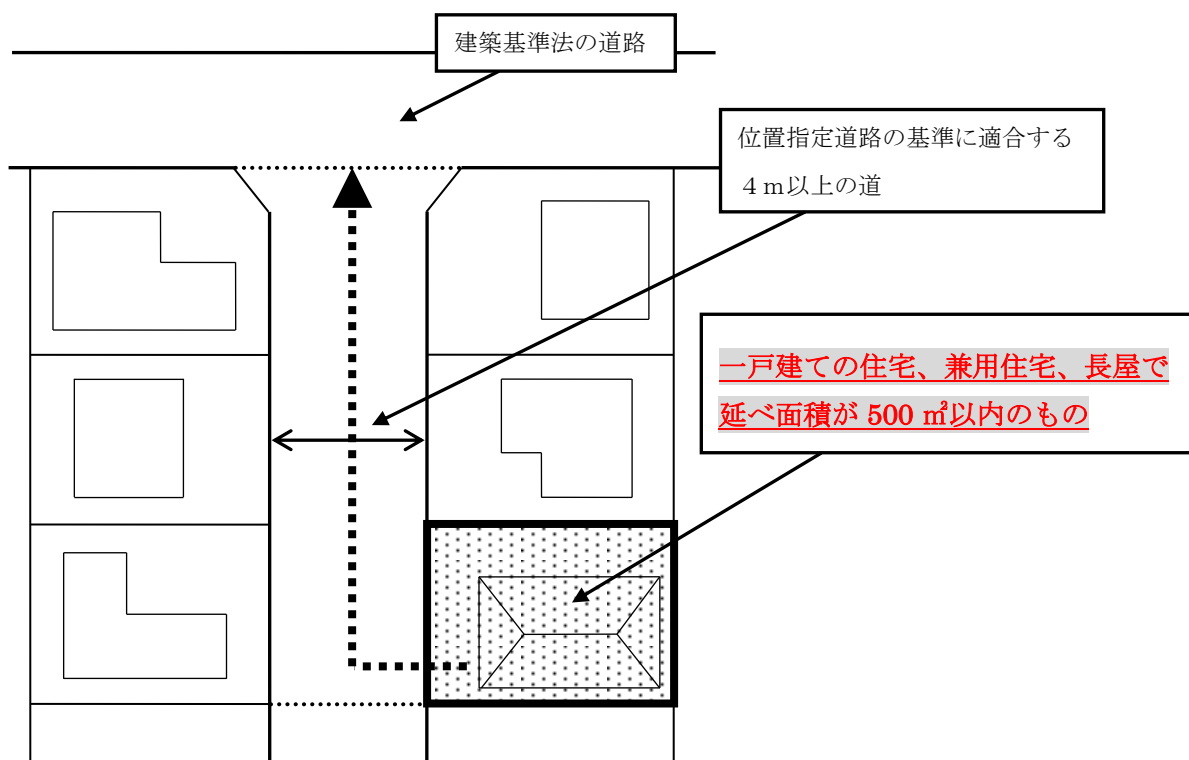 建築基準法の道路
位置指定道路の基準に適合する
４ｍ以上の道
一戸建ての住宅、兼用住宅、長屋で
延べ面積が 500 ㎡以内のもの